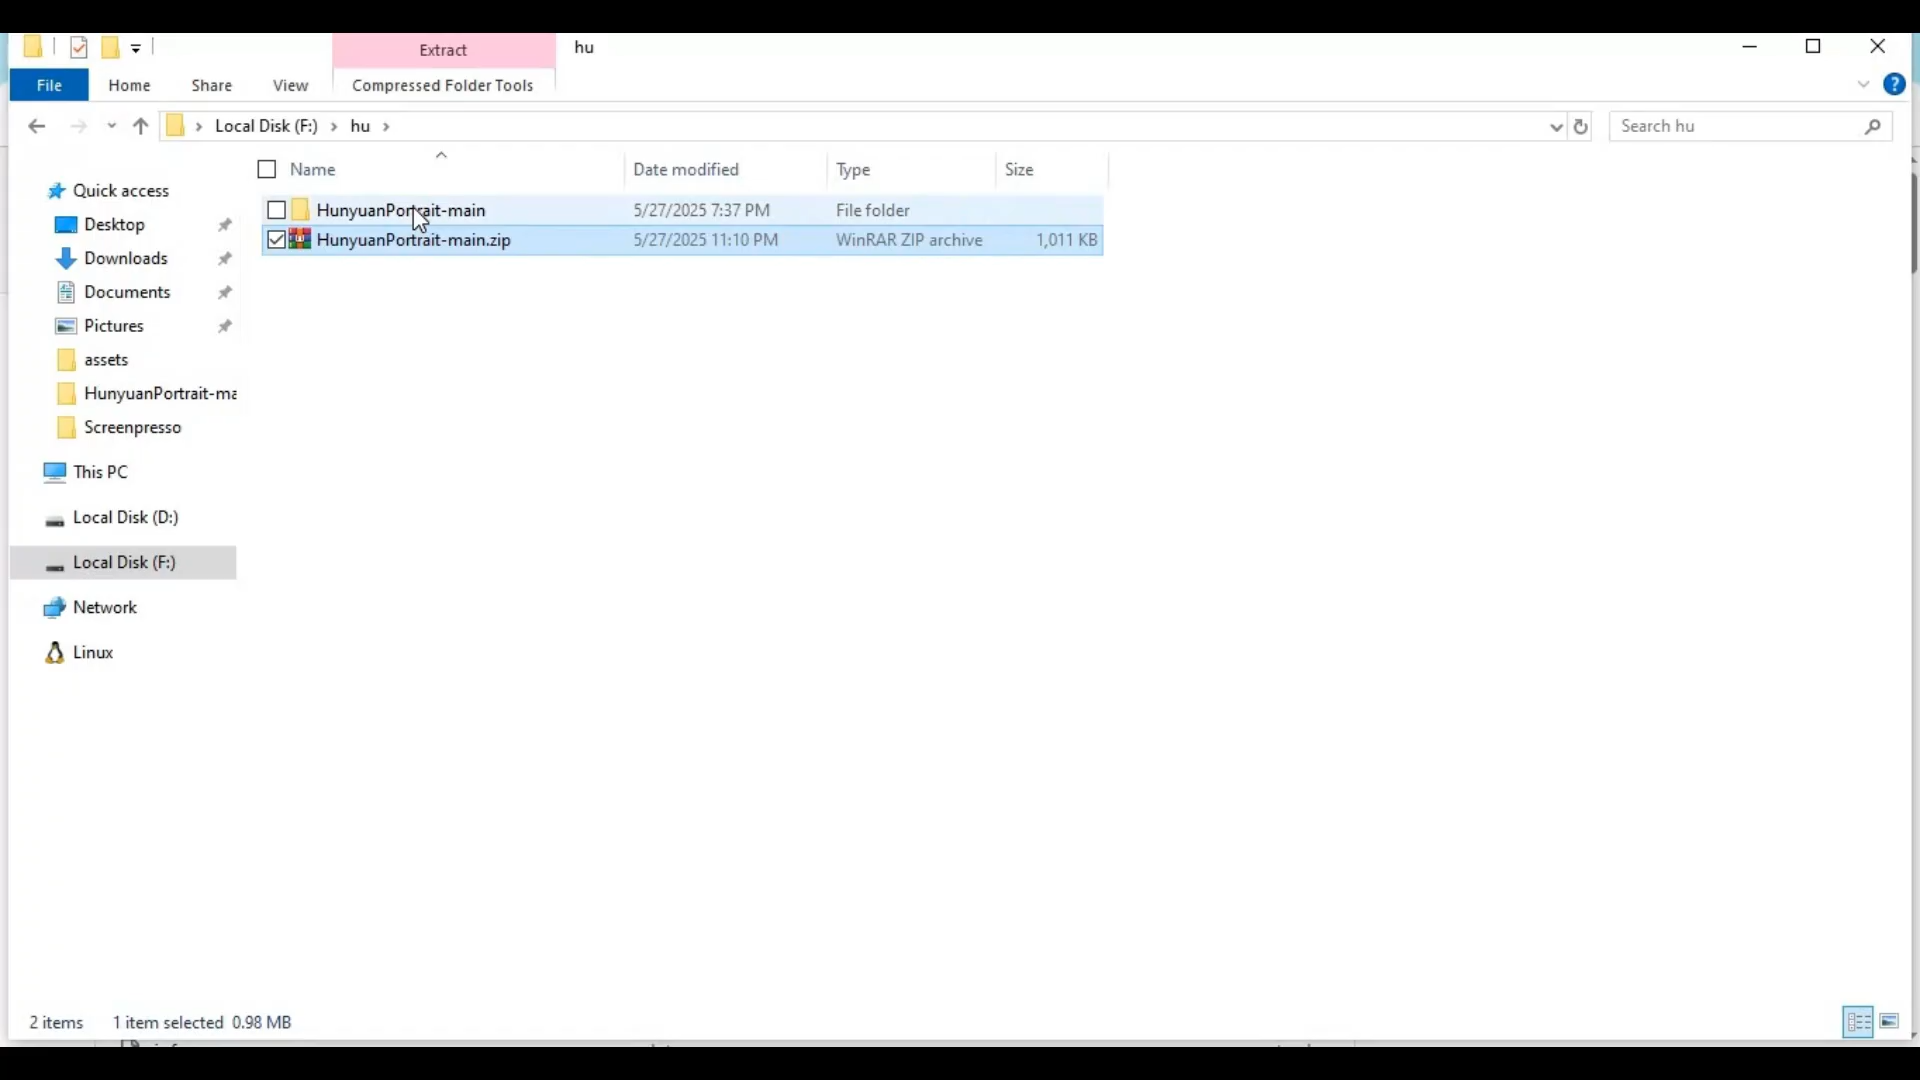 Extract
hu
File
Home
Share
View
Compressed Folder Tools
Local Disk (F:)
hu
Search hu
Name
Date modified
Type
Size
Quick access
Desktop
Downloads
Documents
Pictures
assets
HunyuanPortrait-ma
Screenpresso
This PC
Local Disk (D:)
Local Disk (F:)
Network
Linux
HunyuanPortrait-main 5/27/2025 7:37 PM File folder
HunyuanPortrait-main.zip 5/27/2025 11:10 PM WinRAR ZIP archive 1,011 KB
2 items 1 item selected 0.98 MB